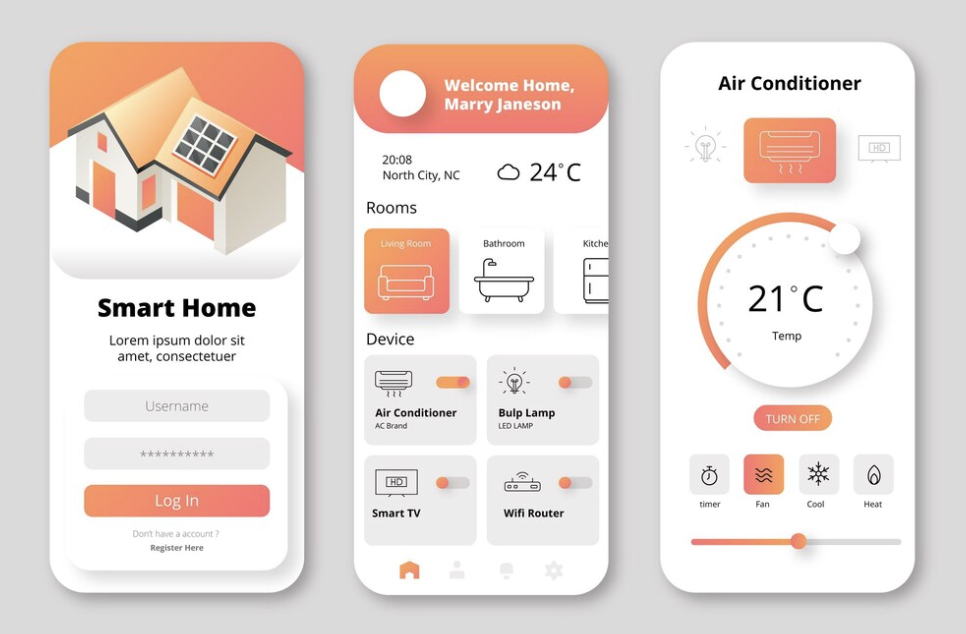 Smart Home
Lorem ipsum dolor sit
amet, consectetuer
Username
**********
Log In
Don't have a account ?
Register Here
Welcome Home,
Marry Janeson
20:08
North City, NC
24°C
Rooms
Living Room
Bathroom
Kitche
Device
Air Conditioner
AC Brand
Bulp Lamp
LED LAMP
HD
Smart TV
Wifi Router
Air Conditioner
HD
21°C
Temp
TURN OFF
timer
Fan
Cool
Heat